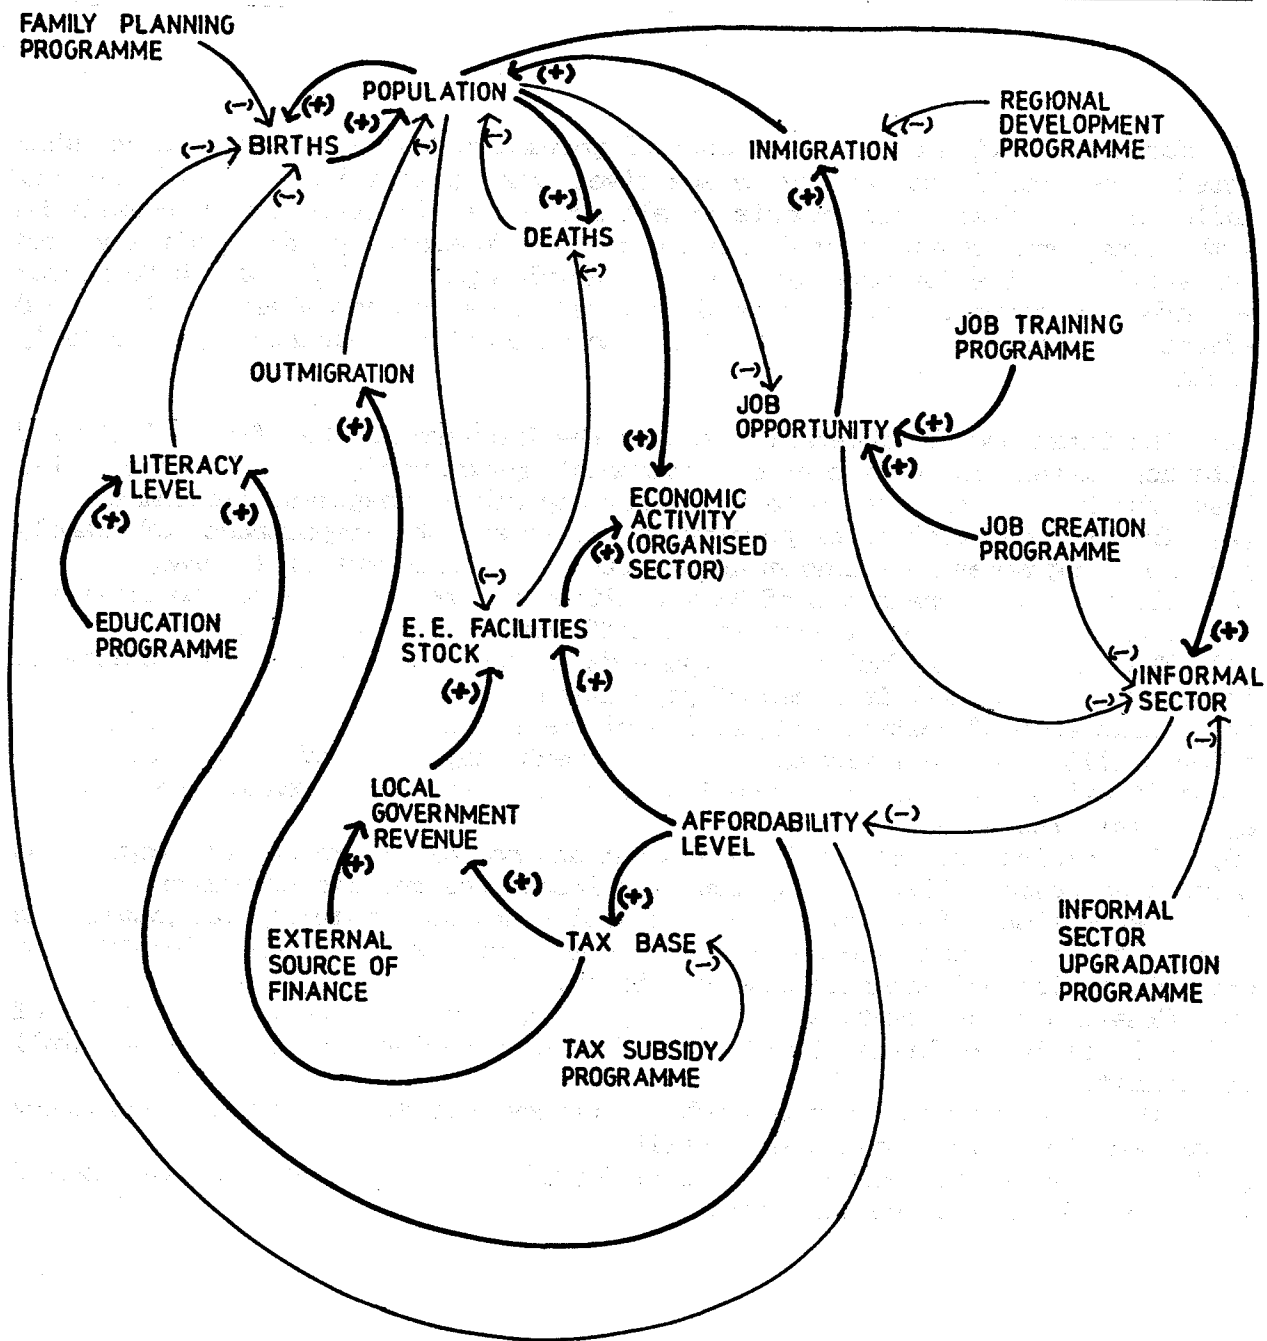 FAMILY PLANNING
PROGRAMME
(-)
(+)
POPULATION
(+)
(-)
BIRTHS
(+)
(-)
(-)
(+)
INMIGRATION
(-)
REGIONAL
DEVELOPMENT
PROGRAMME
(-)
(+)
DEATHS
(-)
(+)
OUTMIGRATION
(+)
JOB TRAINING
PROGRAMME
(-)
JOB
OPPORTUNITY
(+)
(+)
(+)
LITERACY
LEVEL
(+)
(+)
ECONOMIC
ACTIVITY
(ORGANISED
SECTOR)
(+)
JOB CREATION
PROGRAMME
(-)
E. E. FACILITIES
STOCK
EDUCATION
PROGRAMME
(+)
(+)
(+)
(-)
(-)
INFORMAL
SECTOR
(-)
LOCAL
GOVERNMENT
REVENUE
(+)
AFFORDABILITY
LEVEL
(-)
(+)
(+)
EXTERNAL
SOURCE OF
FINANCE
TAX BASE
(-)
INFORMAL
SECTOR
UPGRADATION
PROGRAMME
TAX SUBSIDY
PROGRAMME